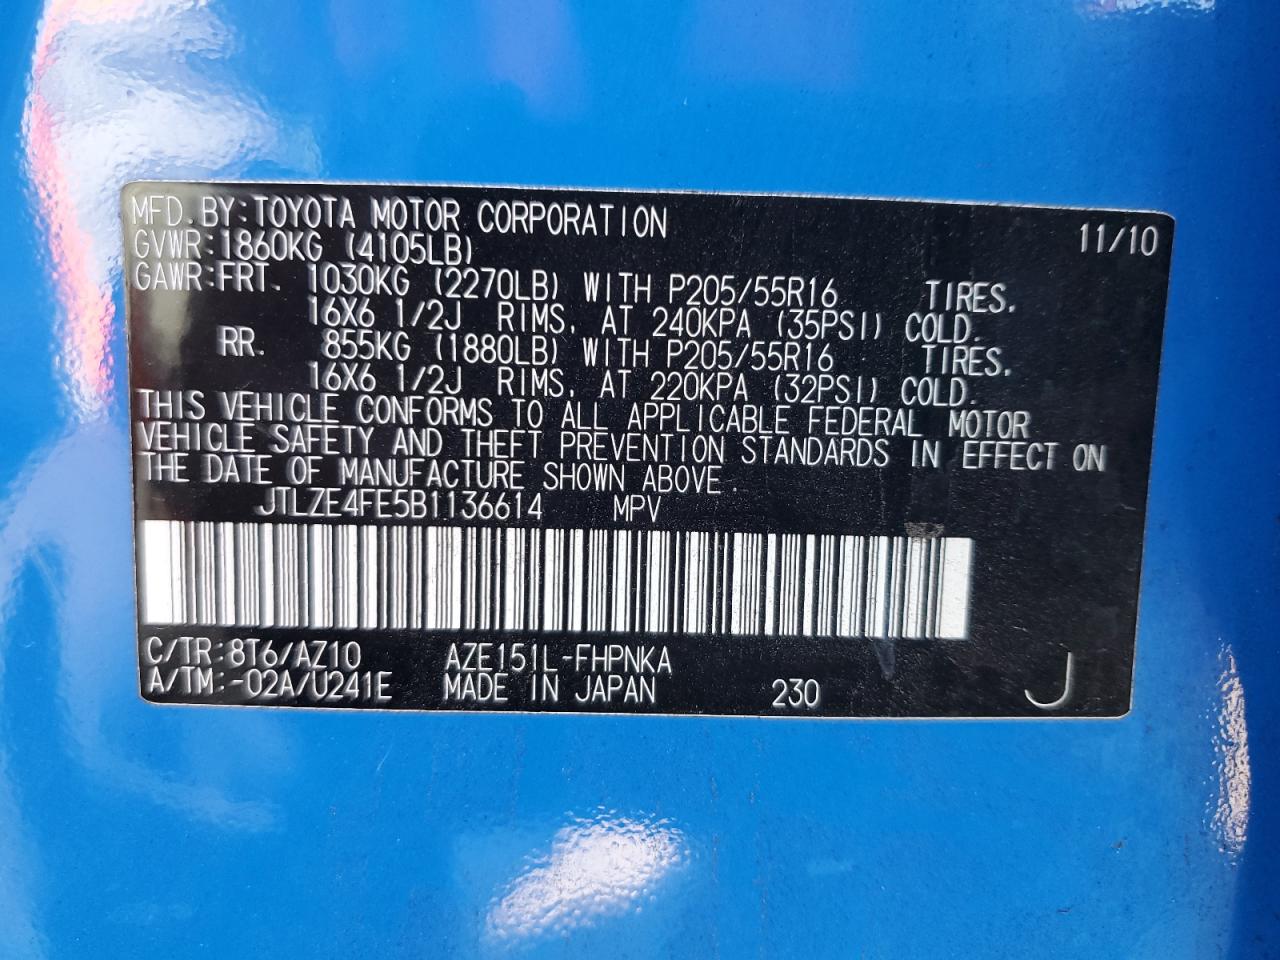 MFD. BY:TOYOTA MOTOR CORPORATION 11/10
GVWR:1860KG (4105LB)
GAWR:FRT. 1030KG (2270LB) WITH P205/55R16 TIRES,
16X6 1/2J RIMS, AT 240KPA (35PSI) COLD.
RR. 855KG (1880LB) WITH P205/55R16 TIRES,
16X6 1/2J RIMS, AT 220KPA (32PSI) COLD.
THIS VEHICLE CONFORMS TO ALL APPLICABLE FEDERAL MOTOR
VEHICLE SAFETY AND THEFT PREVENTION STANDARDS IN EFFECT ON
THE DATE OF MANUFACTURE SHOWN ABOVE.
JTLZE4FE5B1136614 MPV
C/TR:8T6/AZ10 AZE151L-FHPNKA
A/TM:-02A/U241E MADE IN JAPAN 230 J